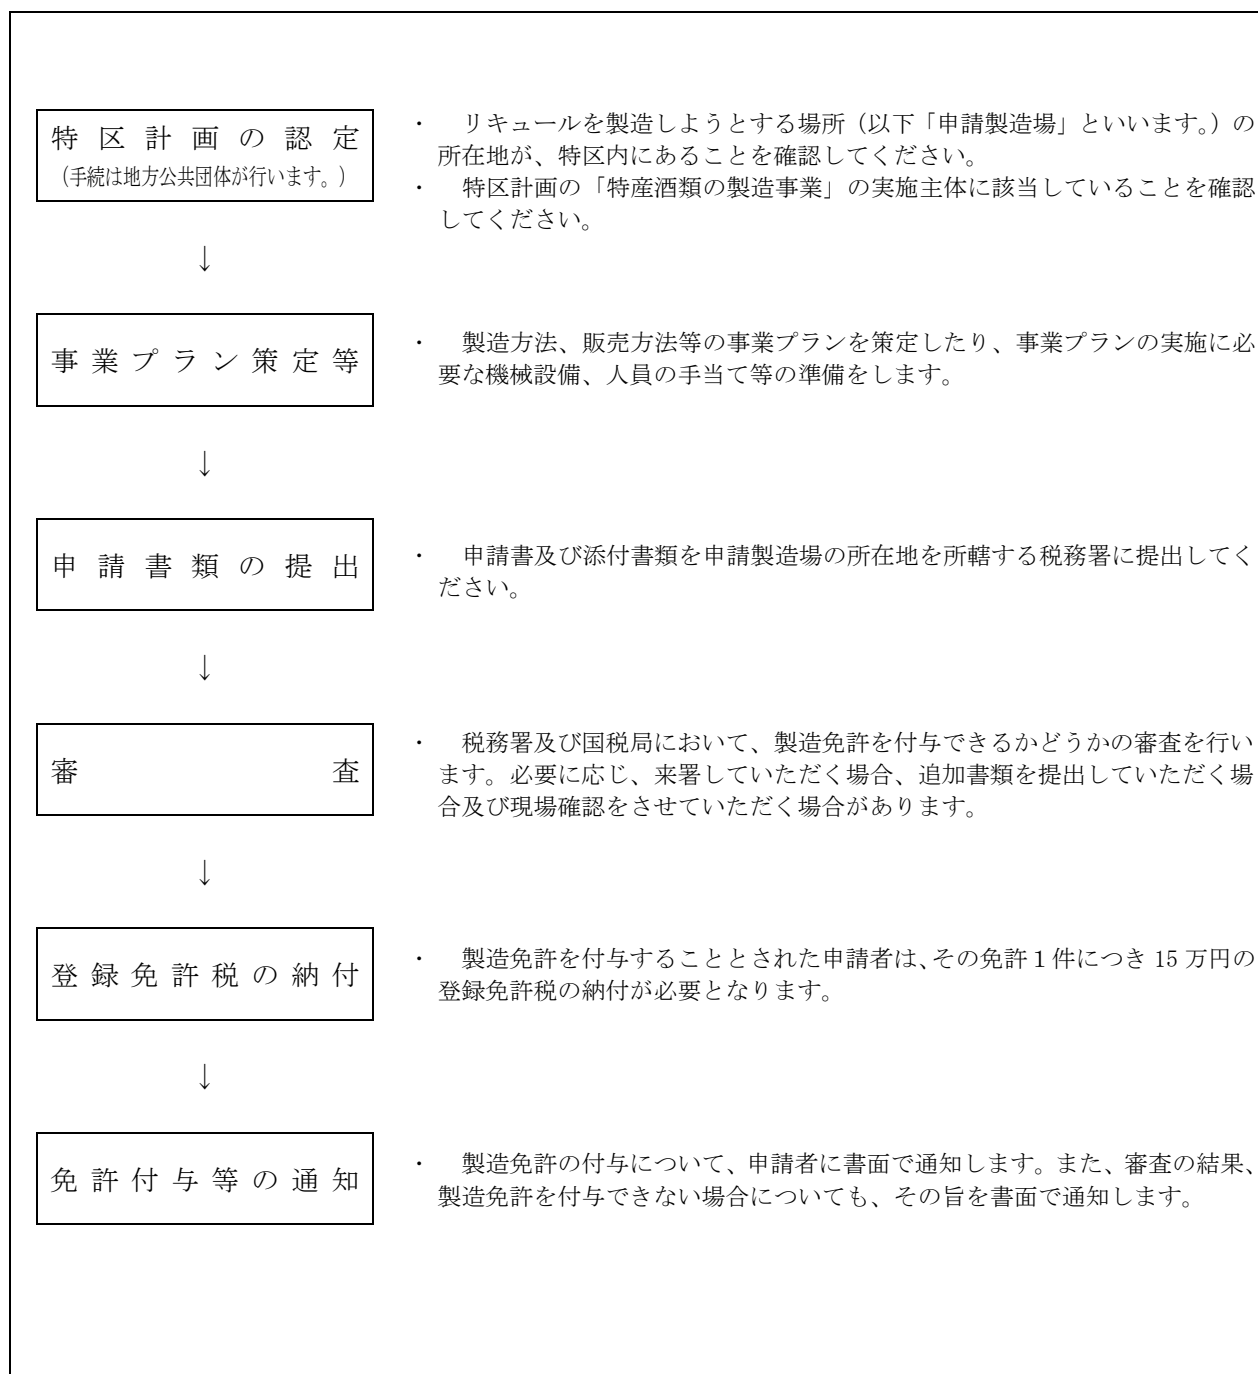 特区計画の認定
（手続は地方公共団体が行います。）
・　リキュールを製造しようとする場所（以下「申請製造場」といいます。）の
所在地が、特区内にあることを確認してください。
・　特区計画の「特産酒類の製造事業」の実施主体に該当していることを確認
してください。
↓
事業プラン策定等
・　製造方法、販売方法等の事業プランを策定したり、事業プランの実施に必
要な機械設備、人員の手当て等の準備をします。
↓
申請書類の提出
・　申請書及び添付書類を申請製造場の所在地を所轄する税務署に提出してく
ださい。
↓
審査
・　税務署及び国税局において、製造免許を付与できるかどうかの審査を行い
ます。必要に応じ、来署していただく場合、追加書類を提出していただく場
合及び現場確認をさせていただく場合があります。
↓
登録免許税の納付
・　製造免許を付与することとされた申請者は、その免許１件につき 15 万円の
登録免許税の納付が必要となります。
↓
免許付与等の通知
・　製造免許の付与について、申請者に書面で通知します。また、審査の結果、
製造免許を付与できない場合についても、その旨を書面で通知します。